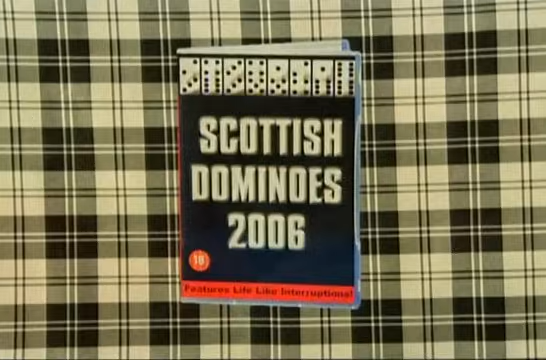 SCOTTISH
DOMINOES
2006
18
Features Life Like Interruptions!